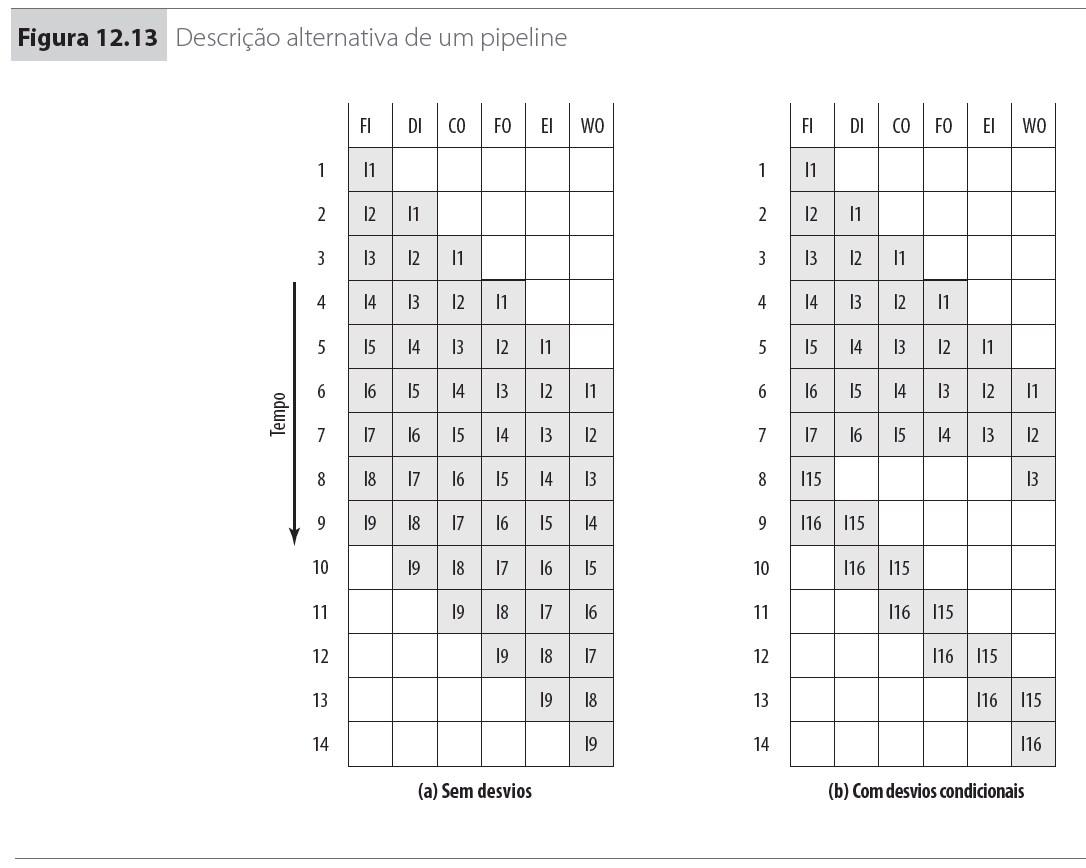 Figura 12.13 Descrição alternativa de um pipeline
FI DI CO FO EI WO
1 I1
2 I2 I1
3 I3 I2 I1
4 I4 I3 I2 I1
5 I5 I4 I3 I2 I1
6 I6 I5 I4 I3 I2 I1
7 I7 I6 I5 I4 I3 I2
8 I8 I7 I6 I5 I4 I3
9 I9 I8 I7 I6 I5 I4
10 I9 I8 I7 I6 I5
11 I9 I8 I7 I6
12 I9 I8 I7
13 I9 I8
14 I9
Tempo
(a) Sem desvios
FI DI CO FO EI WO
1 I1
2 I2 I1
3 I3 I2 I1
4 I4 I3 I2 I1
5 I5 I4 I3 I2 I1
6 I6 I5 I4 I3 I2 I1
7 I7 I6 I5 I4 I3 I2
8 I15 I3
9 I16 I15
10 I16 I15
11 I16 I15
12 I16 I15
13 I16 I15
14 I16
(b) Com desvios condicionais